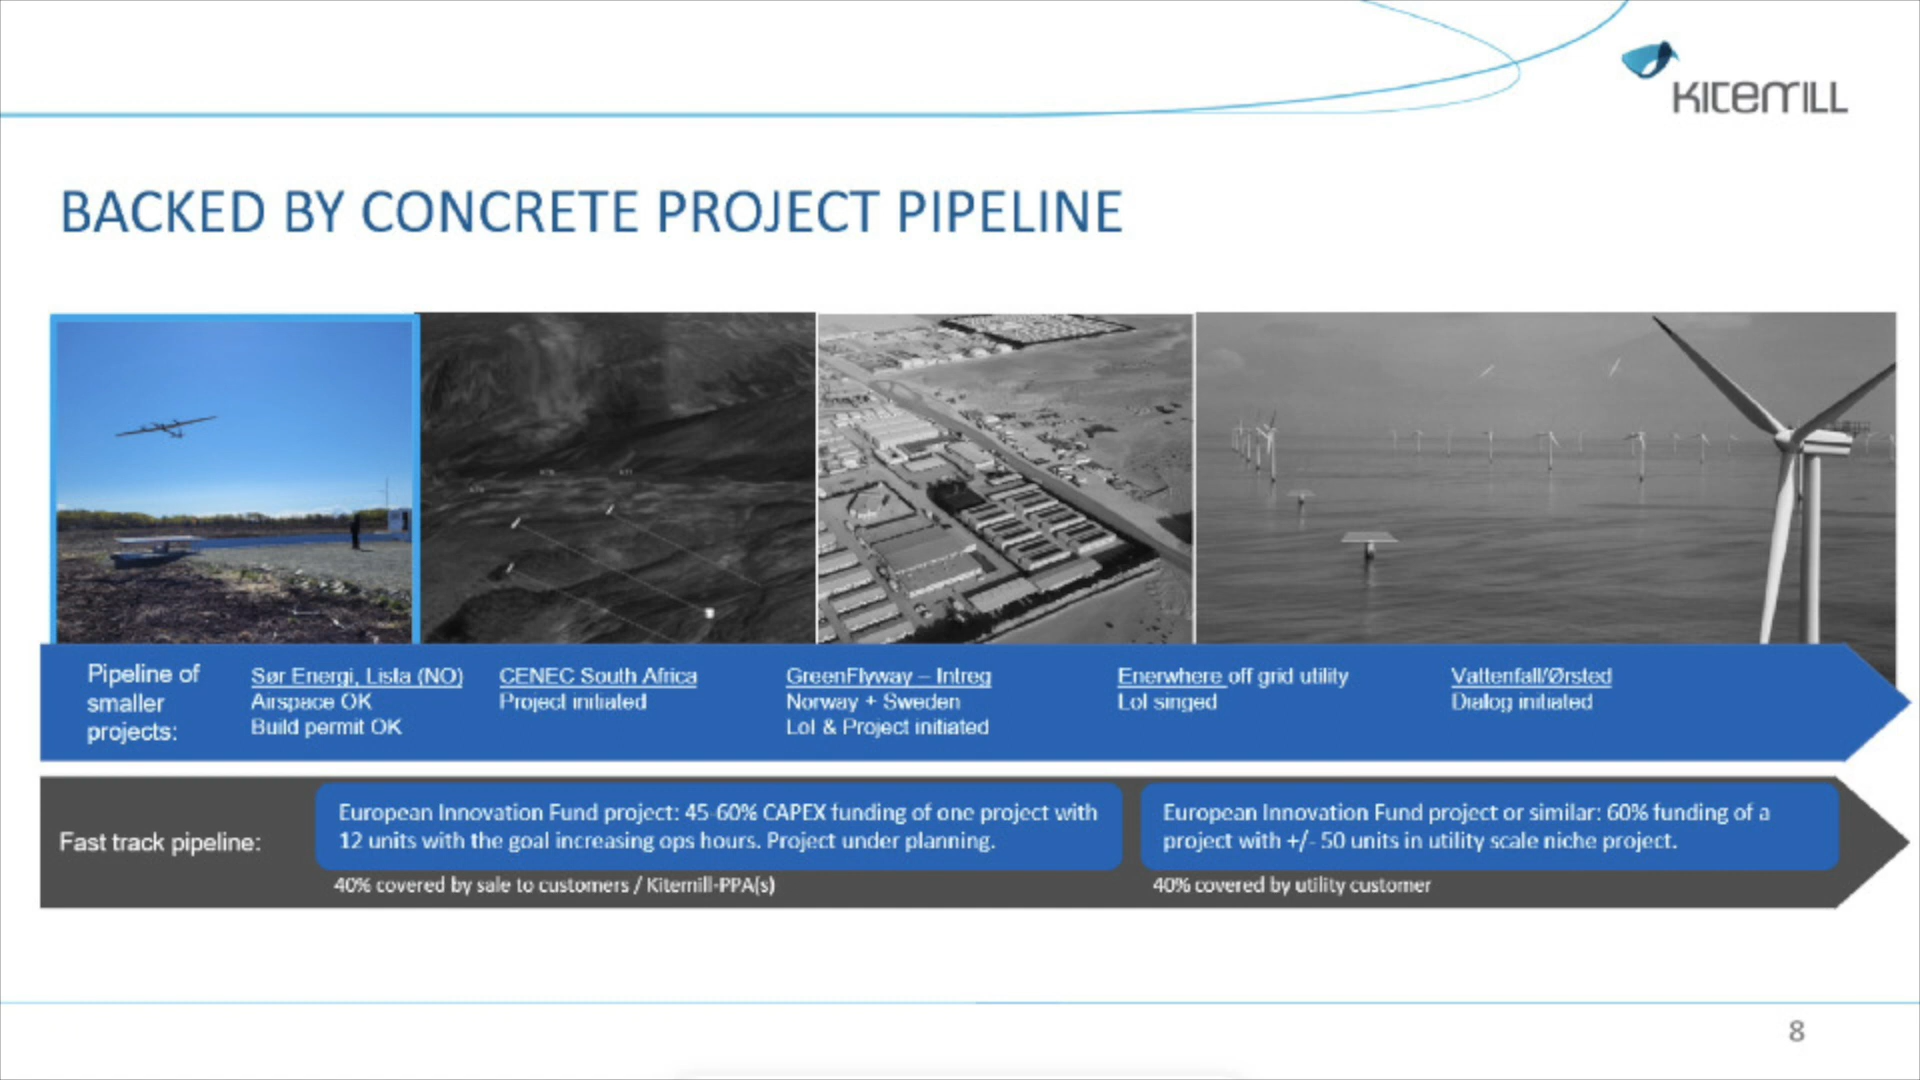 KITEMILL
BACKED BY CONCRETE PROJECT PIPELINE
Pipeline of
smaller
projects:
Sør Energi, Lista (NO)
Airspace OK
Build permit OK
CENEC South Africa
Project initiated
GreenFlyway – Intreg
Norway + Sweden
LoI & Project initiated
Enerwhere off grid utility
LoI singed
Vattenfall/Ørsted
Dialog initiated
Fast track pipeline:
European Innovation Fund project: 45-60% CAPEX funding of one project with
12 units with the goal increasing ops hours. Project under planning.
40% covered by sale to customers / Kitemill-PPA(s)
European Innovation Fund project or similar: 60% funding of a
project with +/- 50 units in utility scale niche project.
40% covered by utility customer
8